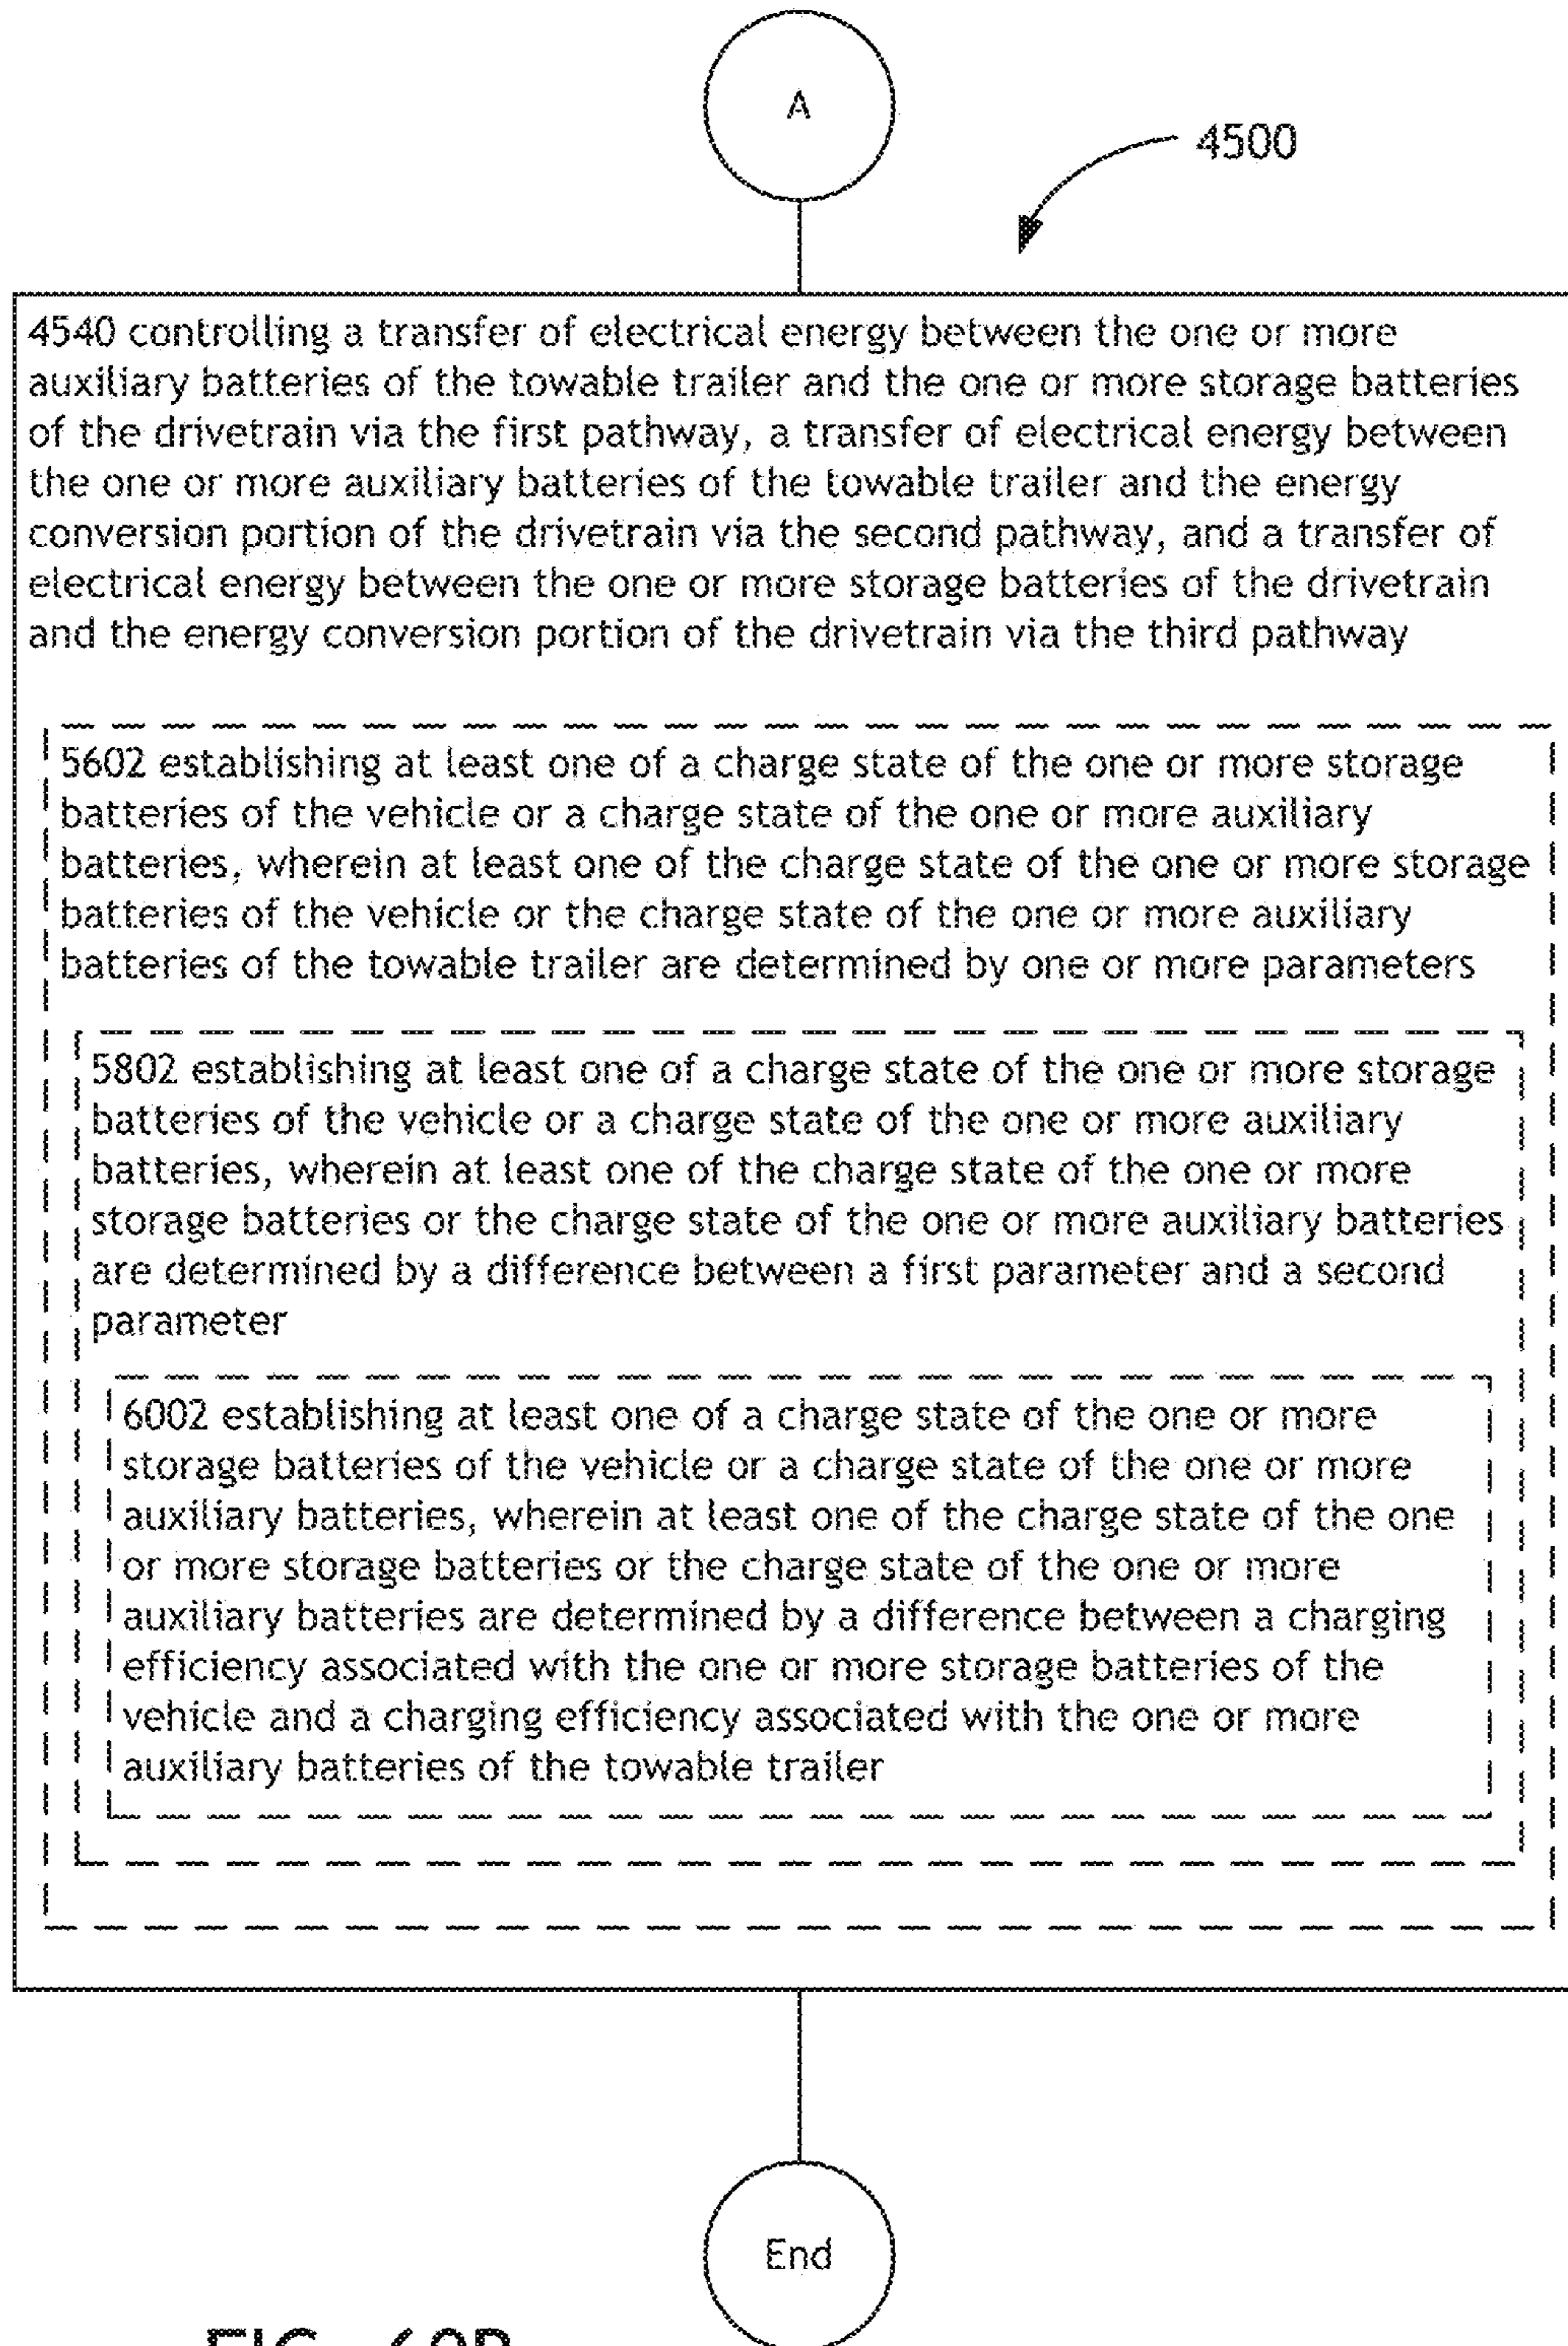 A
4500
4540 controlling a transfer of electrical energy between the one or more
auxiliary batteries of the towable trailer and the one or more storage batteries
of the drivetrain via the first pathway, a transfer of electrical energy between
the one or more auxiliary batteries of the towable trailer and the energy
conversion portion of the drivetrain via the second pathway, and a transfer of
electrical energy between the one or more storage batteries of the drivetrain
and the energy conversion portion of the drivetrain via the third pathway
5602 establishing at least one of a charge state of the one or more storage
batteries of the vehicle or a charge state of the one or more auxiliary
batteries, wherein at least one of the charge state of the one or more storage
batteries of the vehicle or the charge state of the one or more auxiliary
batteries of the towable trailer are determined by one or more parameters
5802 establishing at least one of a charge state of the one or more storage
batteries of the vehicle or a charge state of the one or more auxiliary
batteries, wherein at least one of the charge state of the one or more
storage batteries or the charge state of the one or more auxiliary batteries
are determined by a difference between a first parameter and a second
parameter
6002 establishing at least one of a charge state of the one or more
storage batteries of the vehicle or a charge state of the one or more
auxiliary batteries, wherein at least one of the charge state of the one
or more storage batteries or the charge state of the one or more
auxiliary batteries are determined by a difference between a charging
efficiency associated with the one or more storage batteries of the
vehicle and a charging efficiency associated with the one or more
auxiliary batteries of the towable trailer
End
FIG. 60B